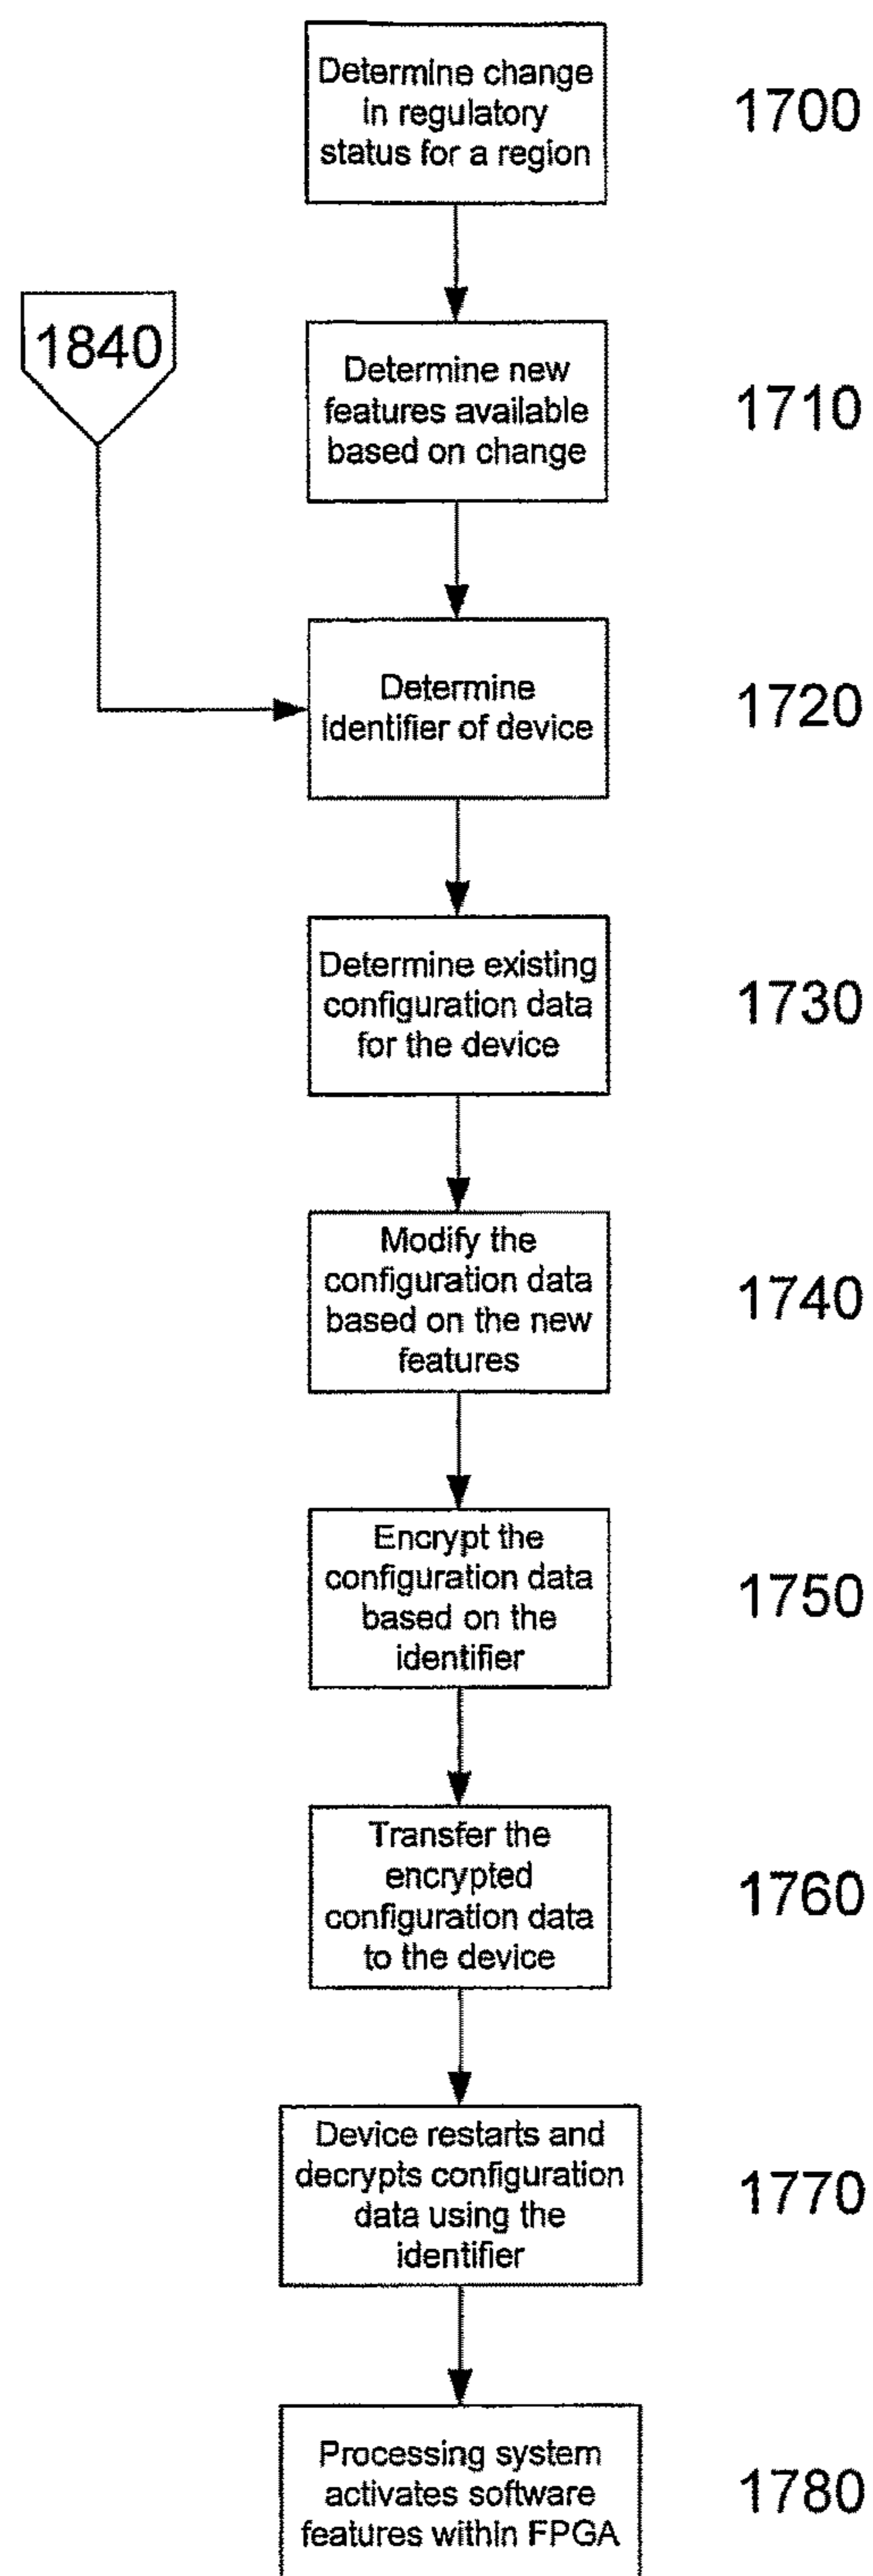 Determine change
in regulatory
status for a region
1700
1840
Determine new
features available
based on change
1710
Determine
identifier of device
1720
Determine existing
configuration data
for the device
1730
Modify the
configuration data
based on the new
features
1740
Encrypt the
configuration data
based on the
identifier
1750
Transfer the
encrypted
configuration data
to the device
1760
Device restarts and
decrypts configuration
data using the
identifier
1770
Processing system
activates software
features within FPGA
1780